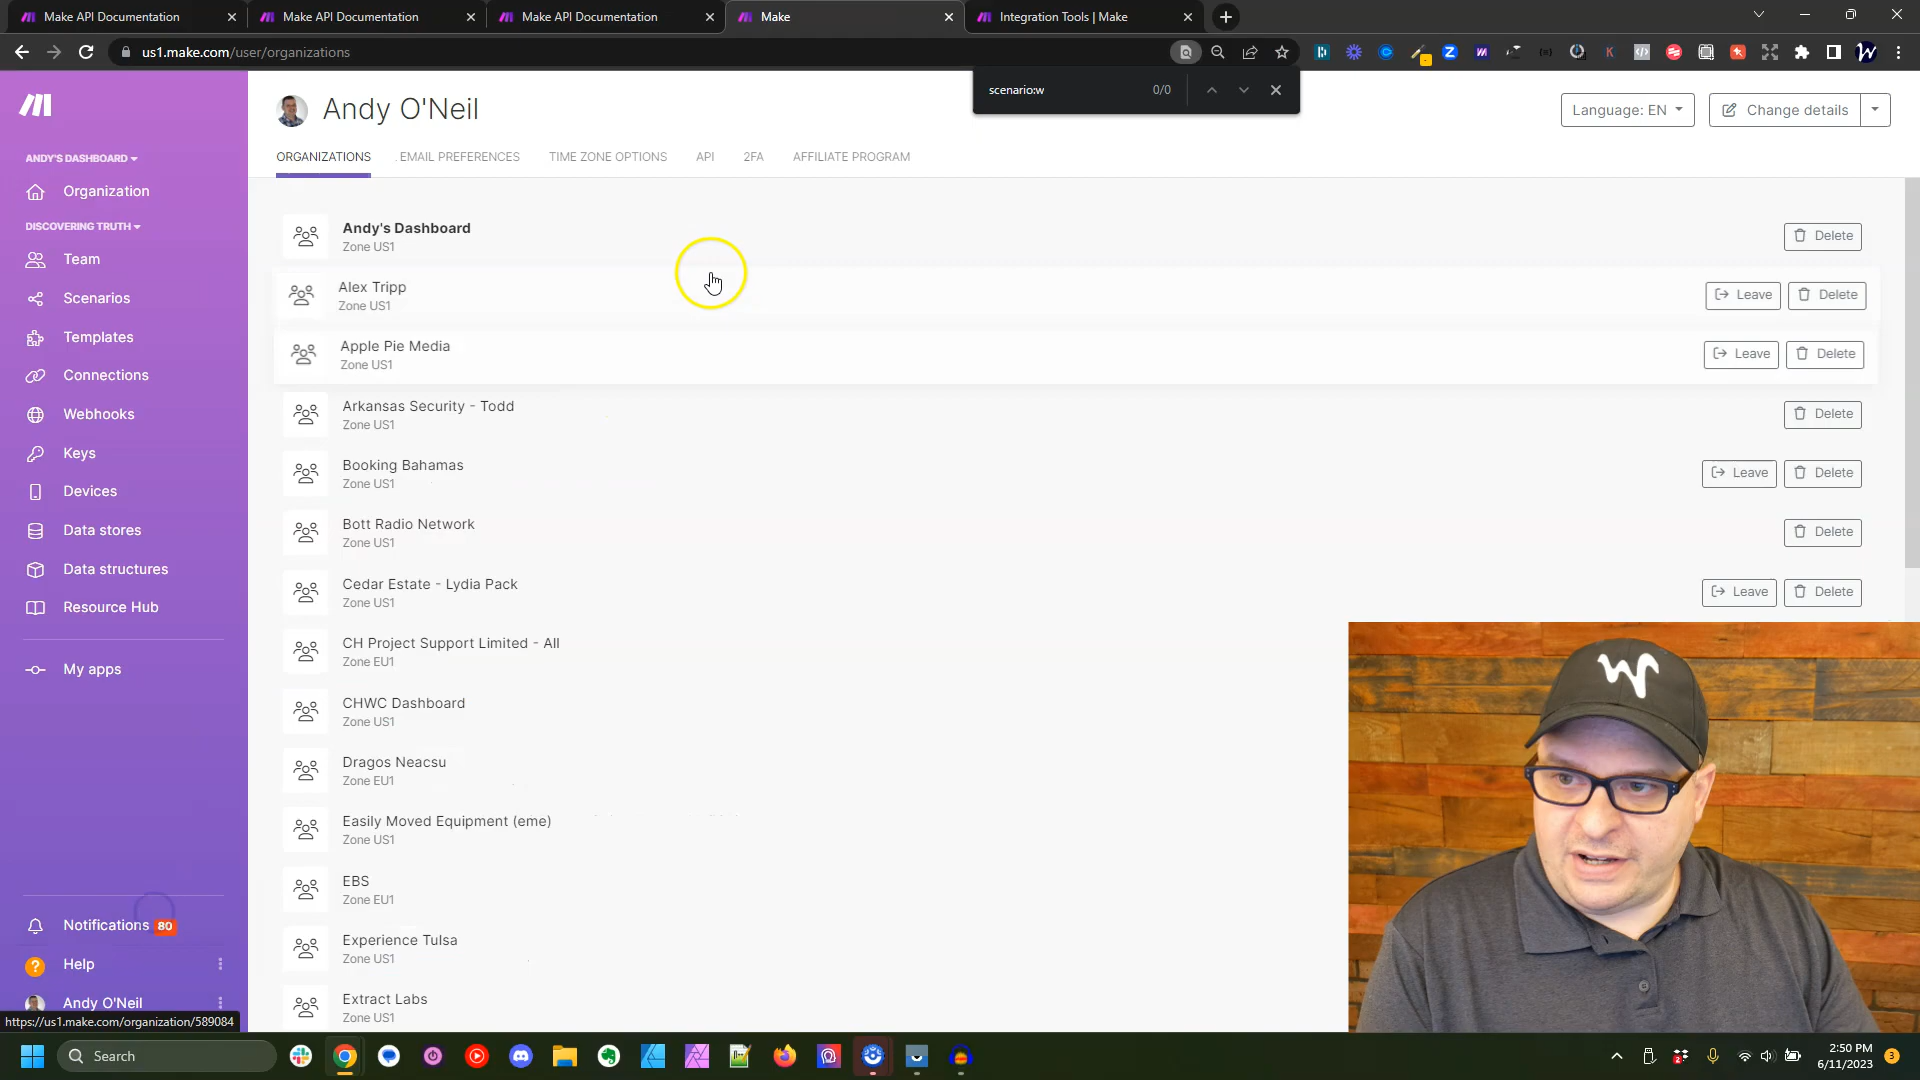 Make API Documentation
Make API Documentation
Make API Documentation
Make
Integration Tools | Make
us1.make.com/user/organizations
scenario:w 0/0
Andy O'Neil
Language: EN
Change details
ORGANIZATIONS
EMAIL PREFERENCES
TIME ZONE OPTIONS
API
2FA
AFFILIATE PROGRAM
ANDY'S DASHBOARD
Organization
DISCOVERING TRUTH
Team
Scenarios
Templates
Connections
Webhooks
Keys
Devices
Data stores
Data structures
Resource Hub
My apps
Notifications 80
Help
Andy O'Neil
https://us1.make.com/organization/589084
Andy's Dashboard
Zone US1
Delete
Alex Tripp
Zone US1
Leave
Delete
Apple Pie Media
Zone US1
Leave
Delete
Arkansas Security - Todd
Zone US1
Delete
Booking Bahamas
Zone US1
Leave
Delete
Bott Radio Network
Zone US1
Delete
Cedar Estate - Lydia Pack
Zone US1
Leave
Delete
CH Project Support Limited - All
Zone EU1
CHWC Dashboard
Zone US1
Dragos Neacsu
Zone EU1
Easily Moved Equipment (eme)
Zone US1
EBS
Zone EU1
Experience Tulsa
Zone US1
Extract Labs
Zone US1
Search
2:50 PM
6/11/2023
3